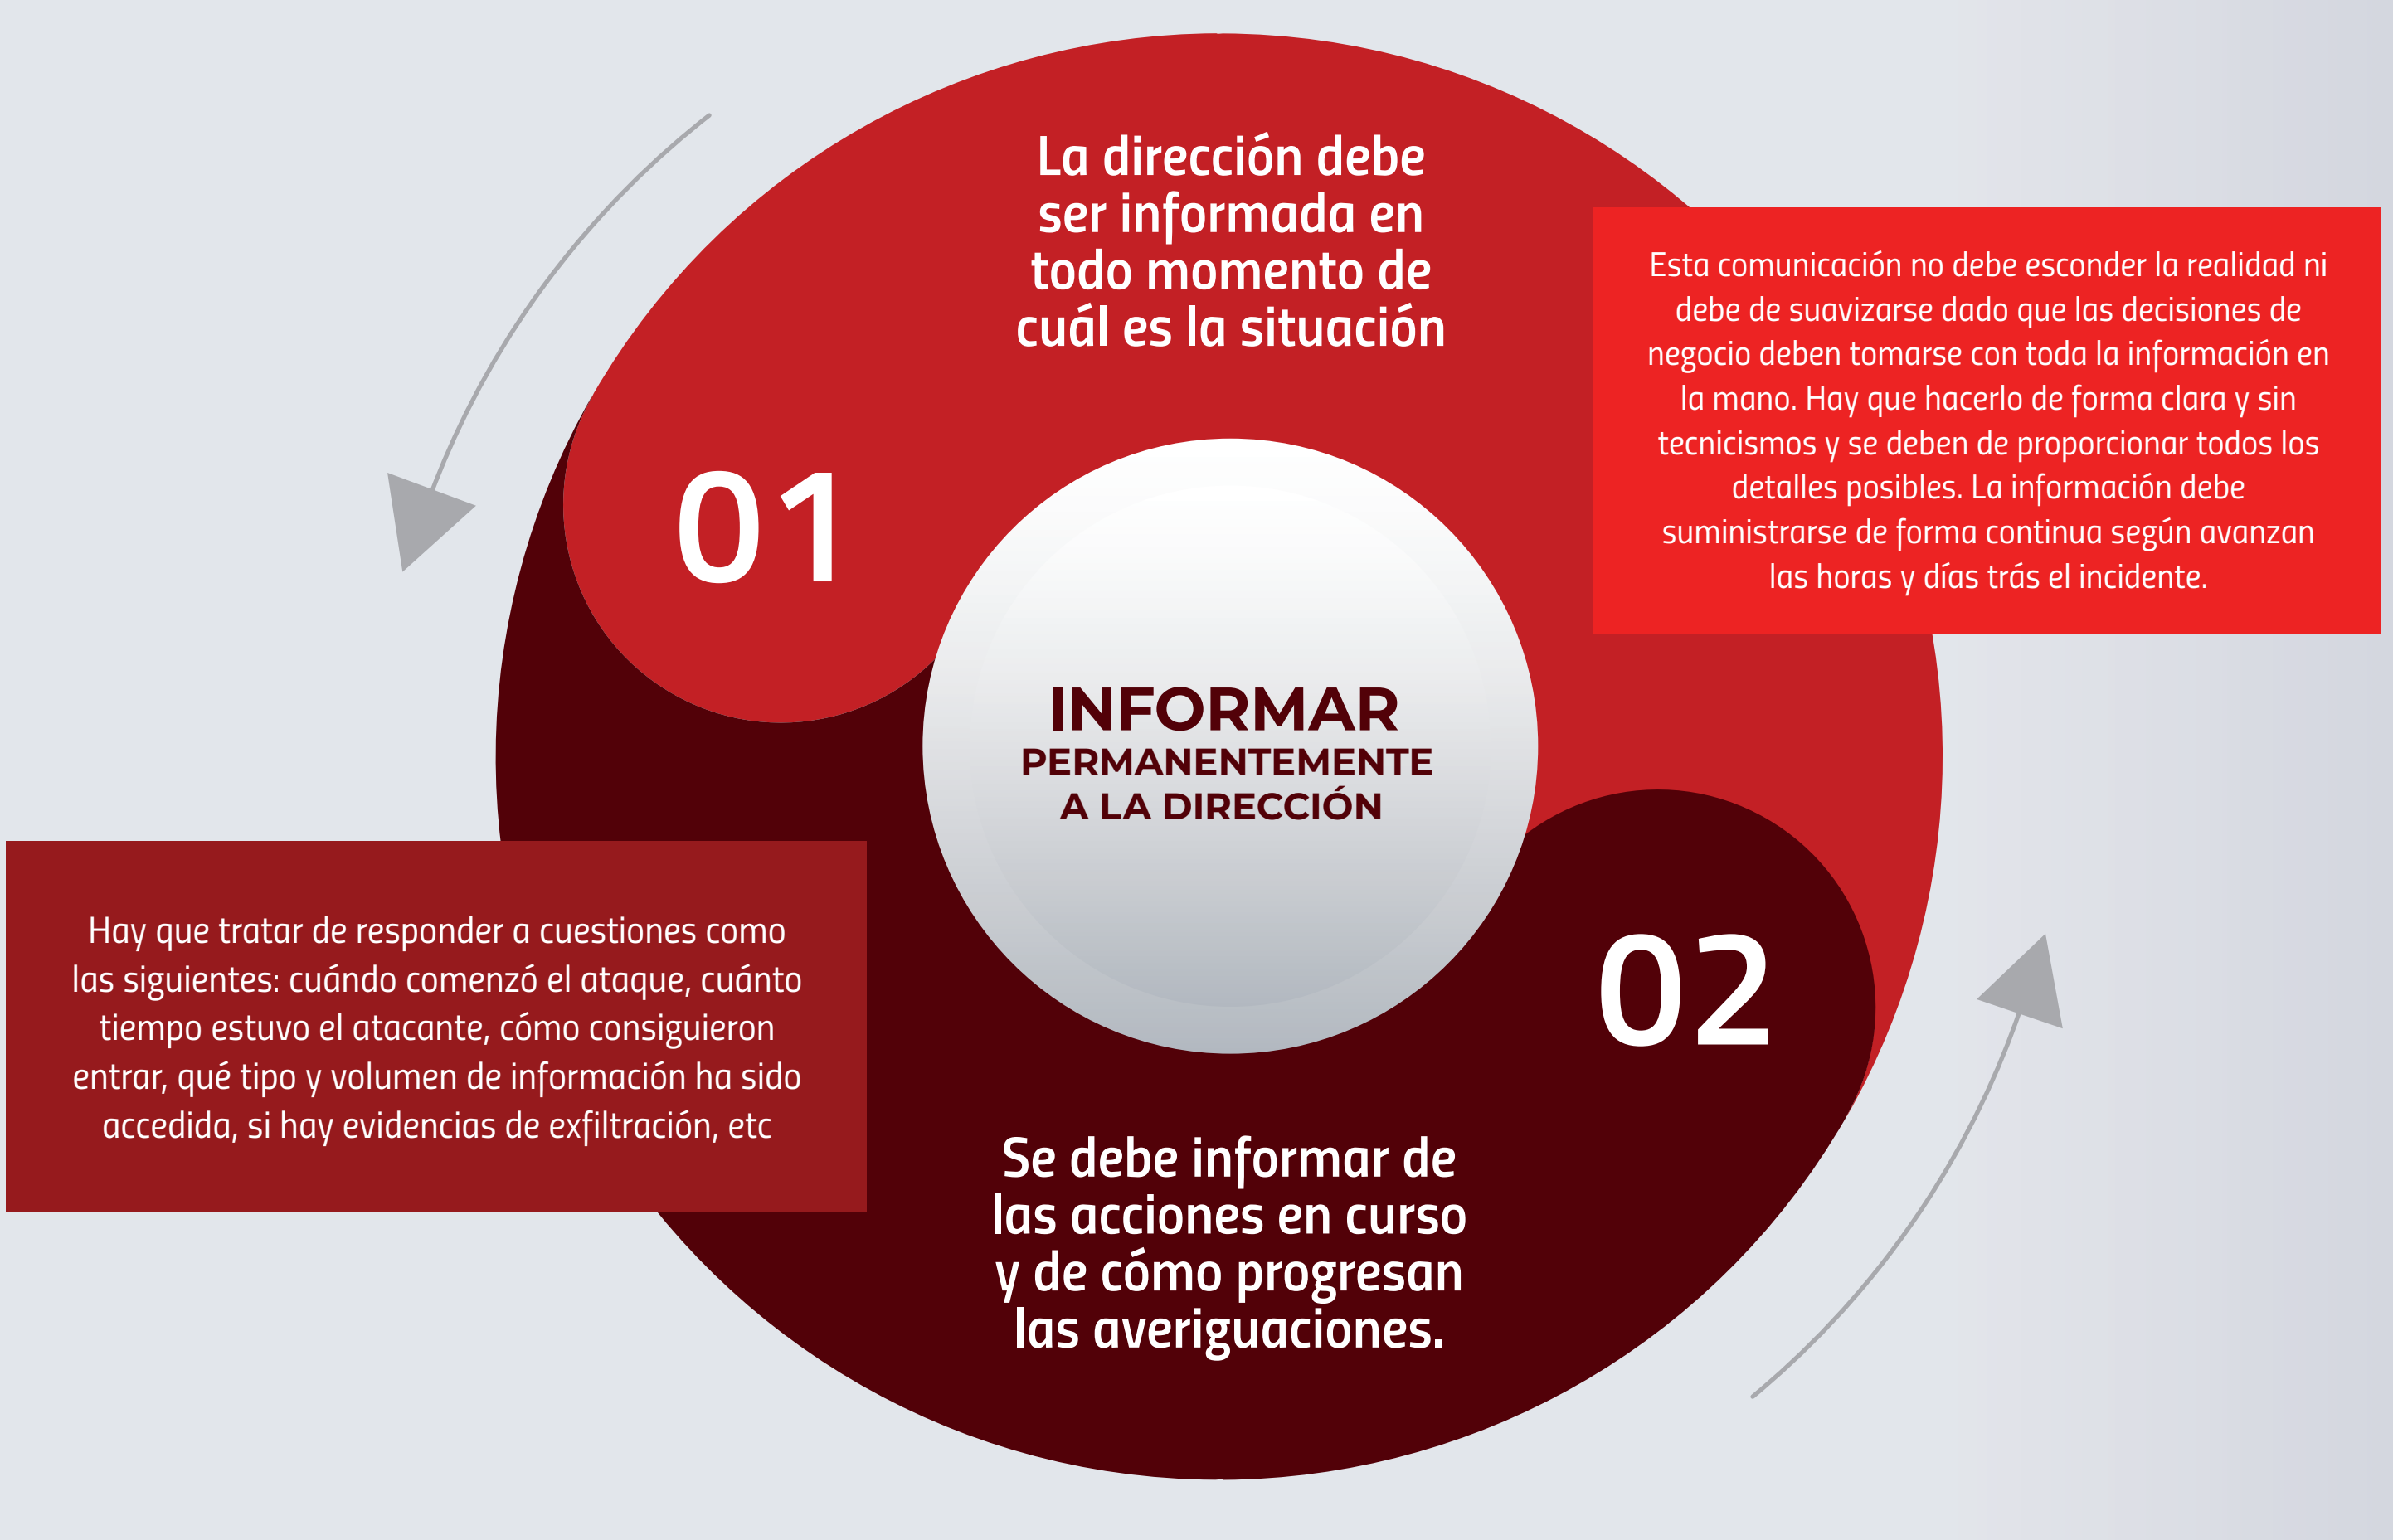 La dirección debe
ser informada en
todo momento de
cuál es la situación
Esta comunicación no debe esconder la realidad ni
debe de suavizarse dado que las decisiones de
negocio deben tomarse con toda la información en
la mano. Hay que hacerlo de forma clara y sin
tecnicismos y se deben de proporcionar todos los
detalles posibles. La información debe
suministrarse de forma continua según avanzan
las horas y días trás el incidente.
01
INFORMAR
PERMANENTEMENTE
A LA DIRECCIÓN
Hay que tratar de responder a cuestiones como
las siguientes: cuándo comenzó el ataque, cuánto
tiempo estuvo el atacante, cómo consiguieron
entrar, qué tipo y volumen de información ha sido
accedida, si hay evidencias de exfiltración, etc
02
Se debe informar de
las acciones en curso
y de cómo progresan
las averiguaciones.